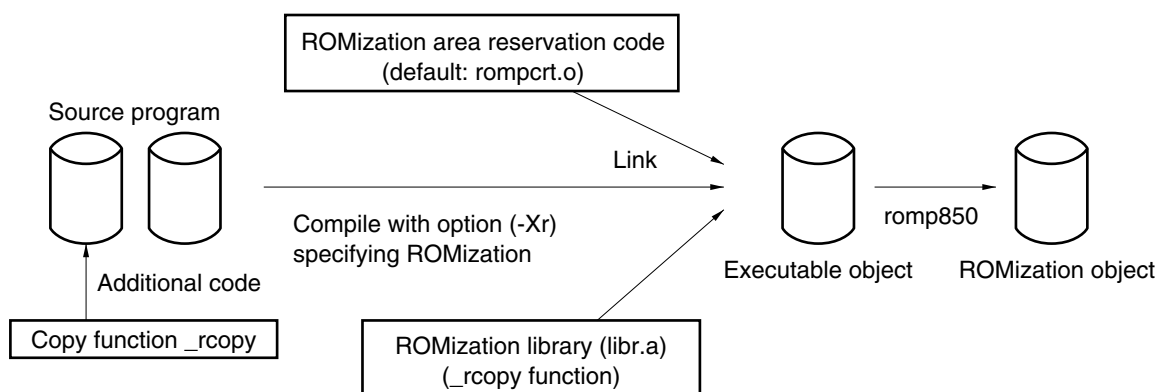 ROMization area reservation code
(default: rompcrt.o)
Source program
Link
Compile with option (-Xr)
specifying ROMization
romp850
Executable object
ROMization object
Additional code
Copy function _rcopy
ROMization library (libr.a)
(_rcopy function)